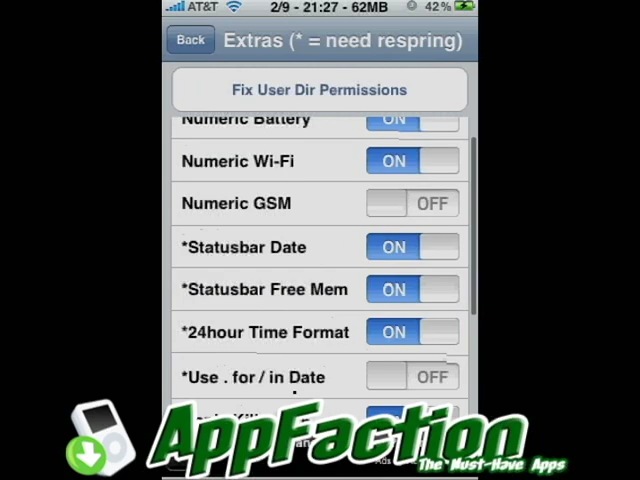 AT&T 2/9 - 21:27 - 62MB 42%
Back Extras (* = need respring)
Fix User Dir Permissions
Numeric Battery ON
Numeric Wi-Fi ON
Numeric GSM OFF
*Statusbar Date ON
*Statusbar Free Mem ON
*24hour Time Format ON
*Use . for / in Date OFF
AppFaction
The Must-Have Apps